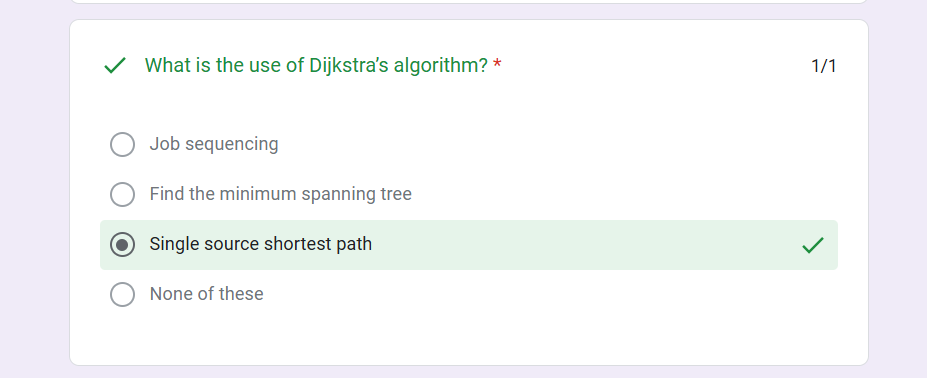 What is the use of Dijkstra’s algorithm? *
1/1
Job sequencing
Find the minimum spanning tree
Single source shortest path
None of these